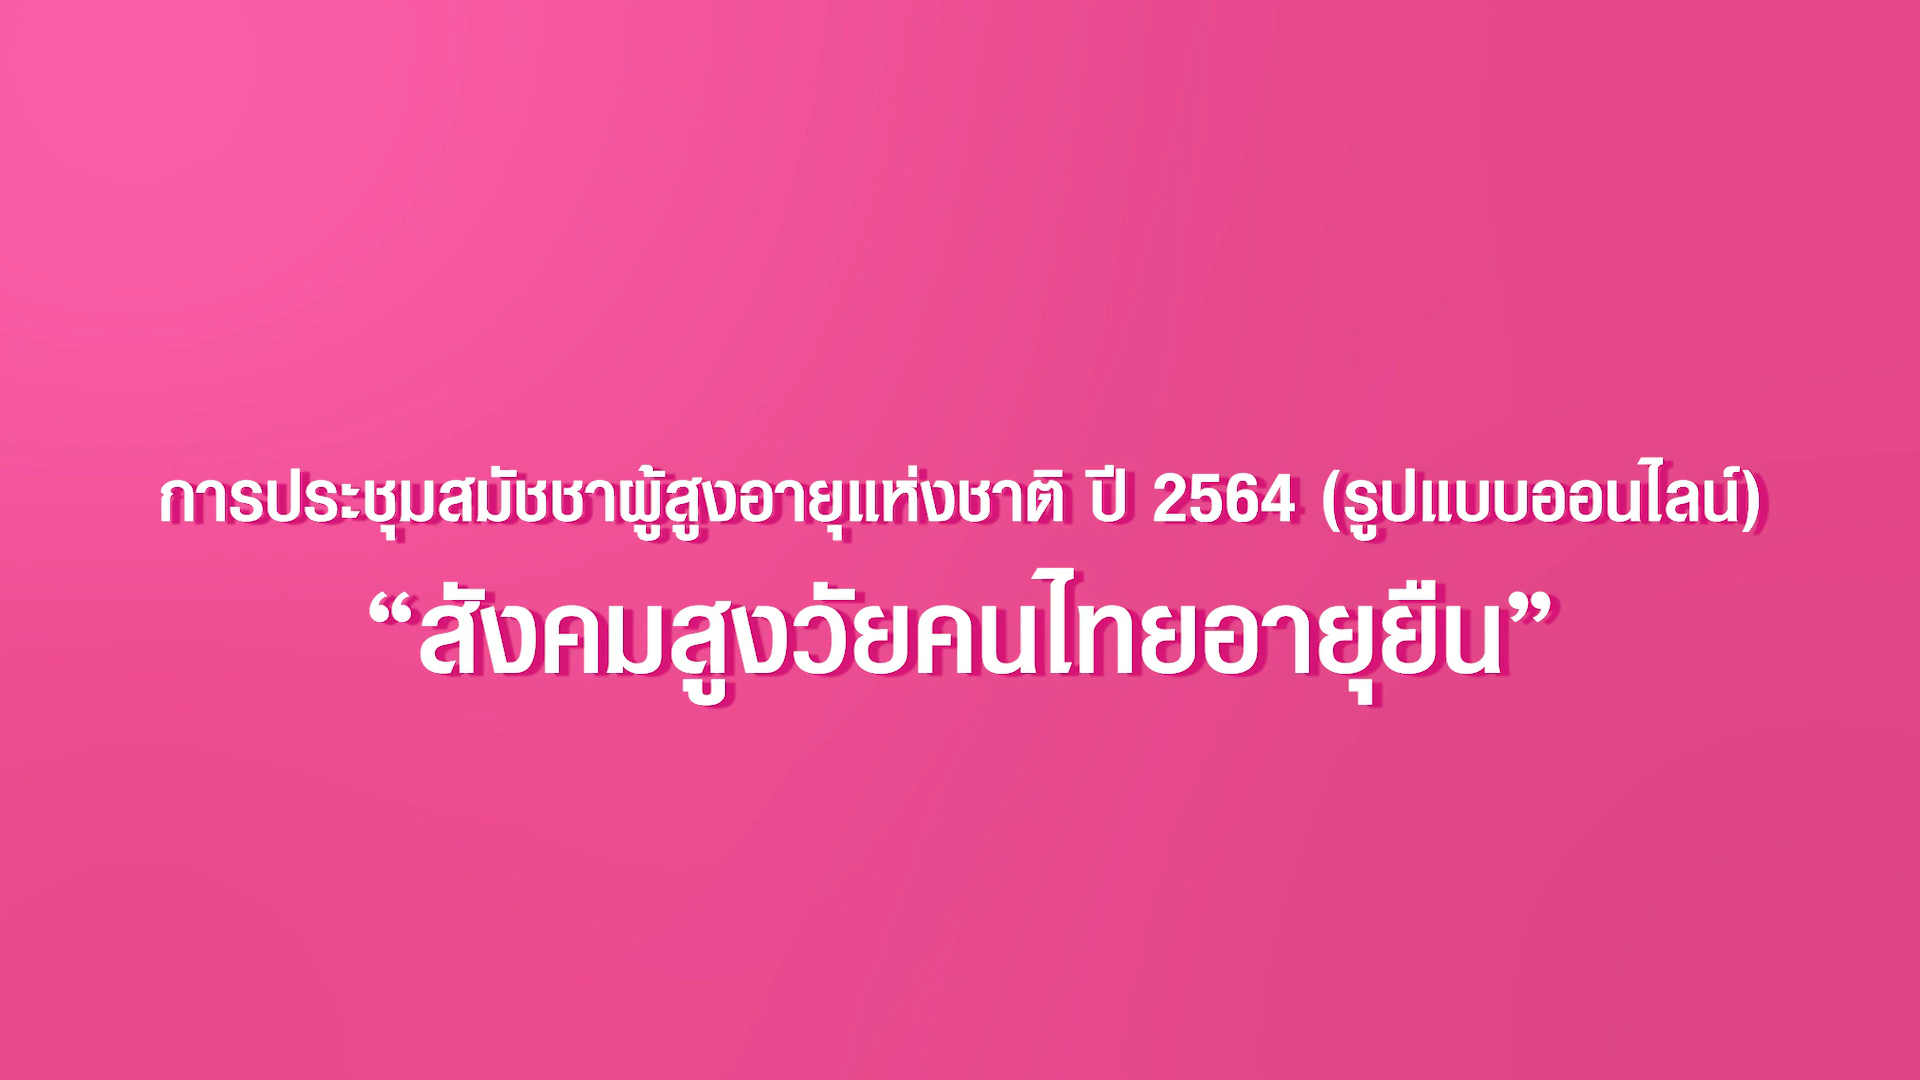 การประชุมสมัชชาผู้สูงอายุแห่งชาติ ปี 2564 (รูปแบบออนไลน์)
“สังคมสูงวัยคนไทยอายุยืน”